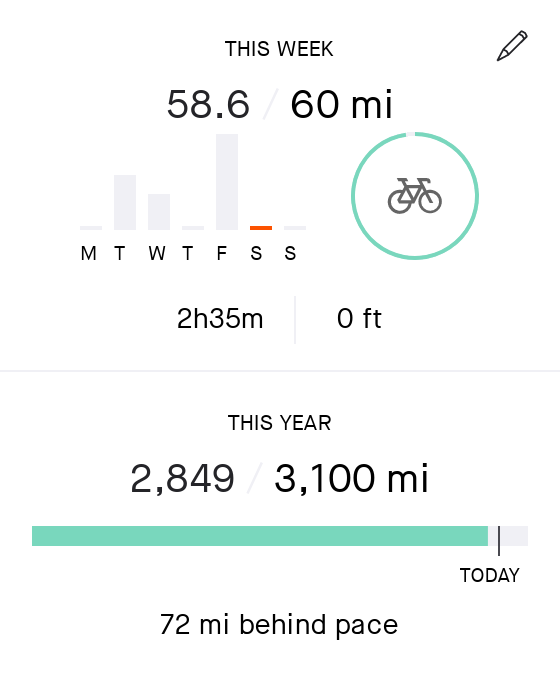 THIS WEEK
58.6 / 60 mi
M T W T F S S
2h35m 0 ft
THIS YEAR
2,849 / 3,100 mi
TODAY
72 mi behind pace